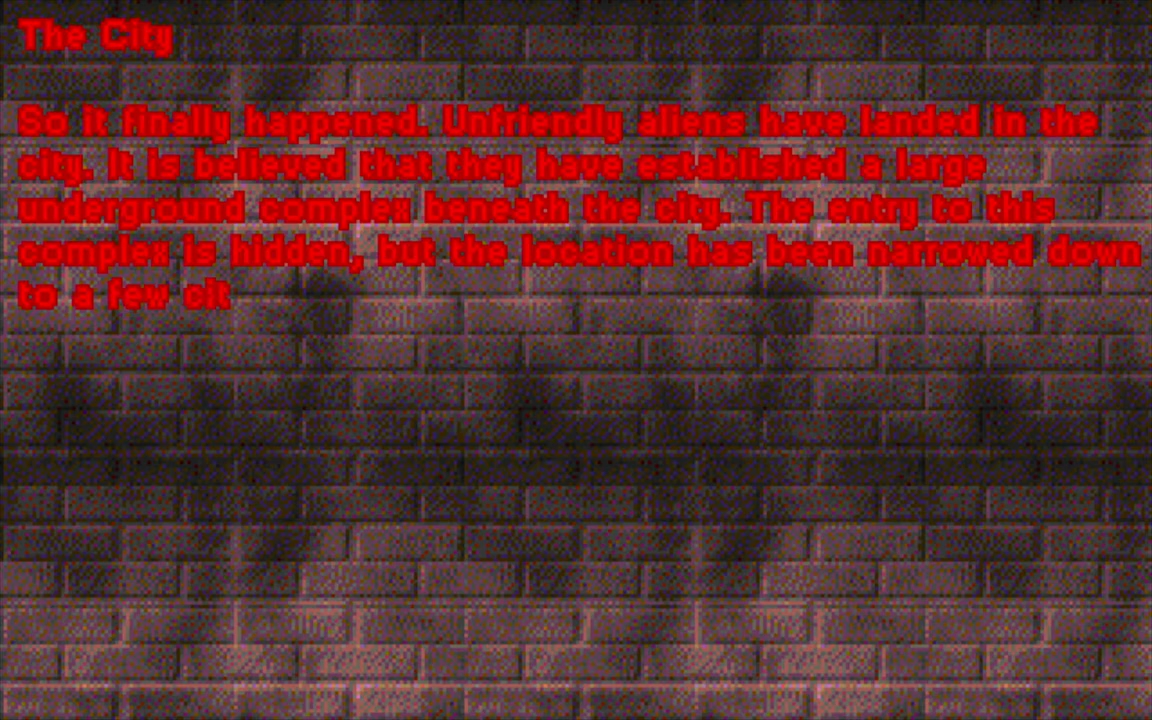 The City
So it finally happened. Unfriendly aliens have landed in the
city. It is believed that they have established a large
underground complex beneath the city. The entry to this
complex is hidden, but the location has been narrowed down
to a few cit